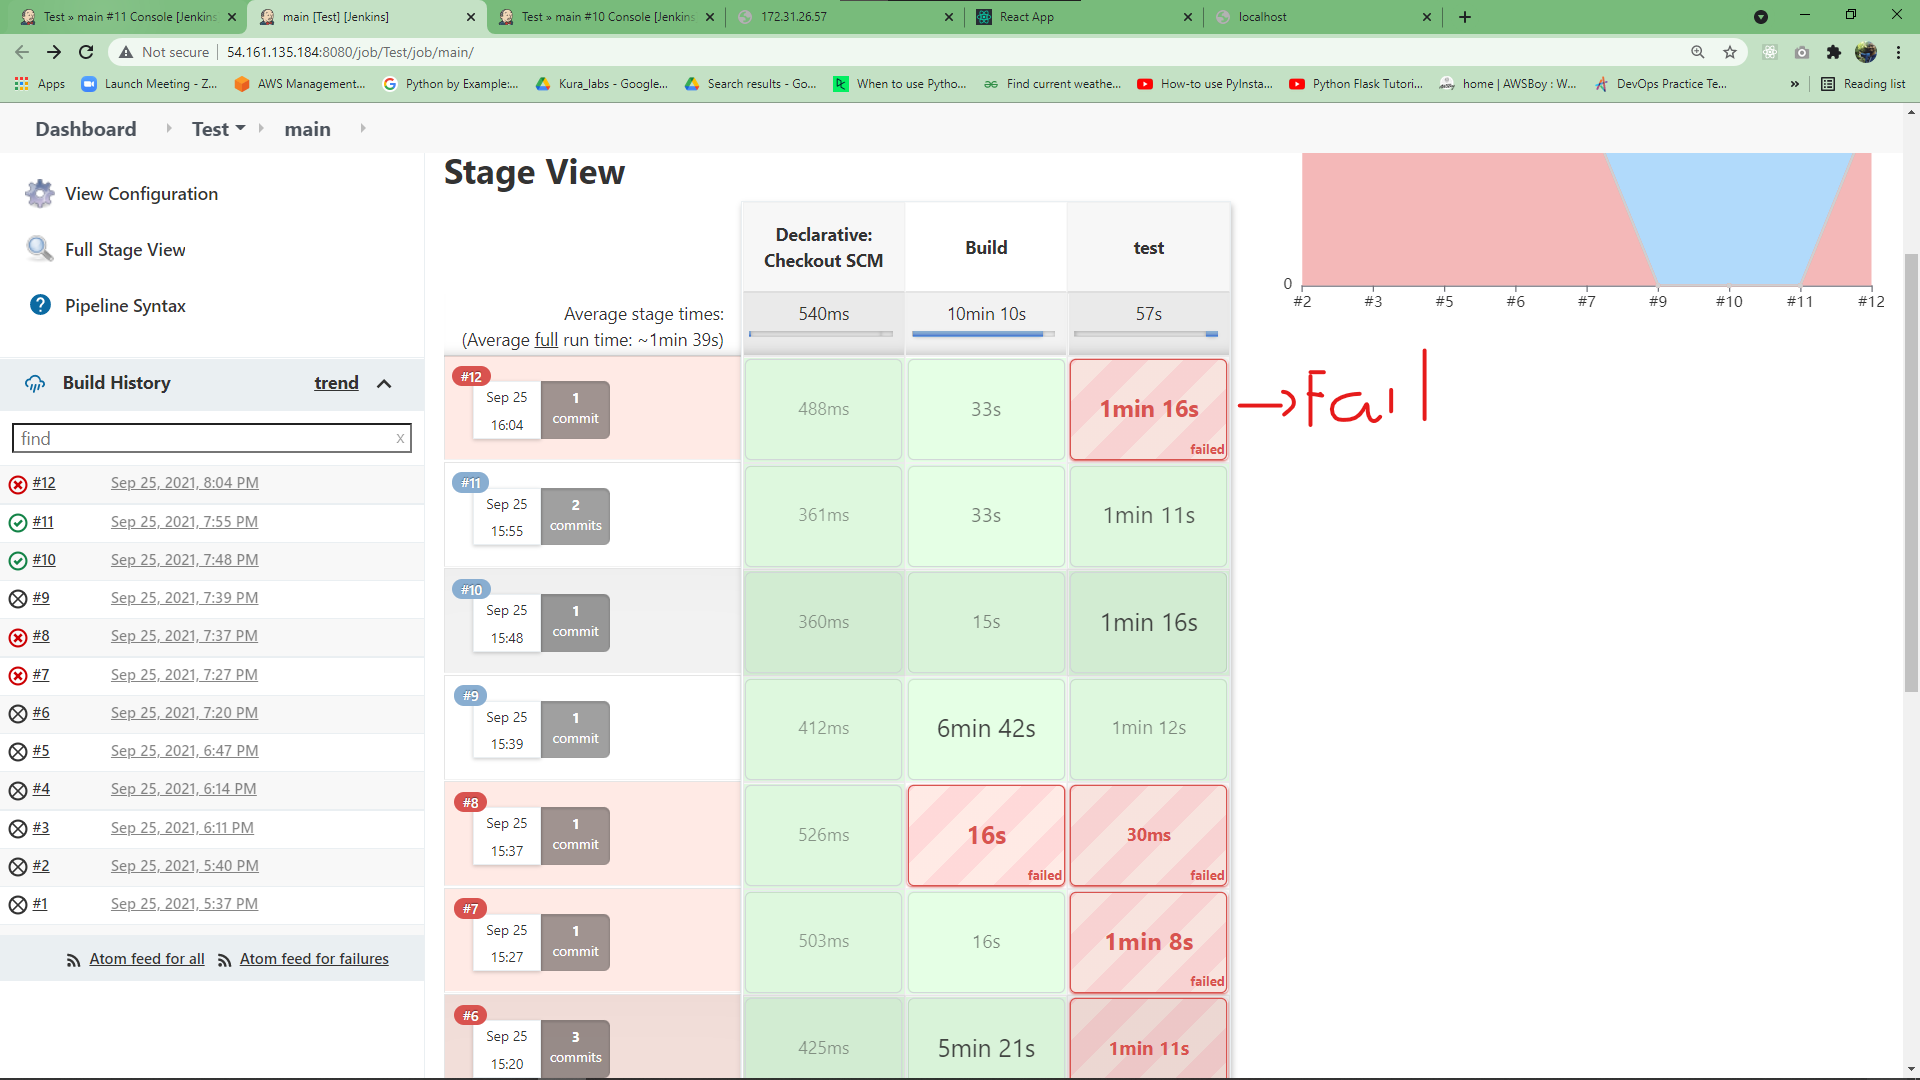 Test » main #11 Console [Jenkins
main [Test] [Jenkins]
Test » main #10 Console [Jenkins
172.31.26.57
React App
localhost
Not secure
54.161.135.184:8080/job/Test/job/main/
Apps
Launch Meeting - Z...
AWS Management...
Python by Example:...
Kura_labs - Google...
Search results - Go...
When to use Pytho...
Find current weathe...
How-to use PyInsta...
Python Flask Tutori...
home | AWSBoy : W...
DevOps Practice Te...
»
Reading list
Dashboard
Test
main
View Configuration
Full Stage View
Pipeline Syntax
Build History
trend
find
x
#12 Sep 25, 2021, 8:04 PM
#11 Sep 25, 2021, 7:55 PM
#10 Sep 25, 2021, 7:48 PM
#9 Sep 25, 2021, 7:39 PM
#8 Sep 25, 2021, 7:37 PM
#7 Sep 25, 2021, 7:27 PM
#6 Sep 25, 2021, 7:20 PM
#5 Sep 25, 2021, 6:47 PM
#4 Sep 25, 2021, 6:14 PM
#3 Sep 25, 2021, 6:11 PM
#2 Sep 25, 2021, 5:40 PM
#1 Sep 25, 2021, 5:37 PM
Atom feed for all
Atom feed for failures
Stage View
Declarative:
Checkout SCM
Build
test
Average stage times:
(Average full run time: ~1min 39s)
540ms
10min 10s
57s
#12
Sep 25
16:04
1
commit
488ms
33s
1min 16s
failed
Fail
#11
Sep 25
15:55
2
commits
361ms
33s
1min 11s
#10
Sep 25
15:48
1
commit
360ms
15s
1min 16s
#9
Sep 25
15:39
1
commit
412ms
6min 42s
1min 12s
#8
Sep 25
15:37
1
commit
526ms
16s
failed
30ms
failed
#7
Sep 25
15:27
1
commit
503ms
16s
1min 8s
failed
#6
Sep 25
15:20
3
commits
425ms
5min 21s
1min 11s
0
#2 #3 #5 #6 #7 #9 #10 #11 #12